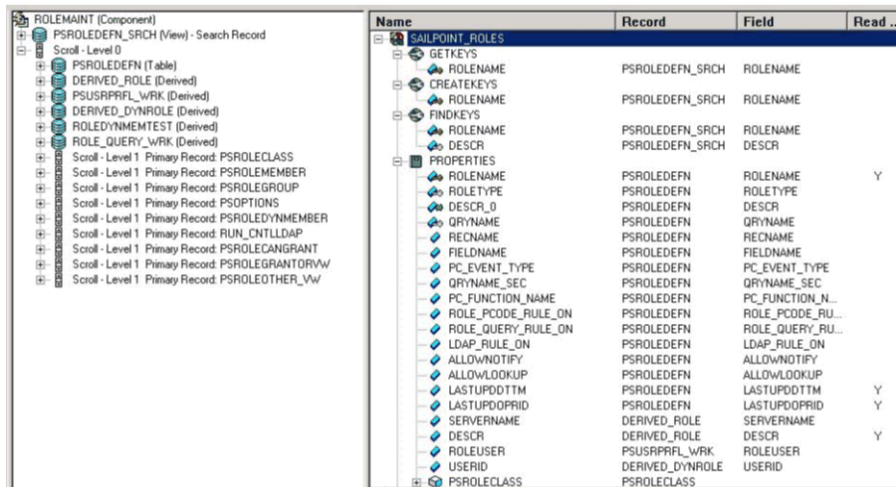 ROLEMAINT (Component)
PSROLEDEFN_SRCH (View) - Search Record
Scroll - Level 0
PSROLEDEFN (Table)
DERIVED_ROLE (Derived)
PSUSRPRFL_WRK (Derived)
DERIVED_DYNROLE (Derived)
ROLEDYNMEMTEST (Derived)
ROLE_QUERY_WRK (Derived)
Scroll - Level 1 Primary Record: PSROLECLASS
Scroll - Level 1 Primary Record: PSROLEMEMBER
Scroll - Level 1 Primary Record: PSROLEGROUP
Scroll - Level 1 Primary Record: PSOPTIONS
Scroll - Level 1 Primary Record: PSROLEDYNMEMBER
Scroll - Level 1 Primary Record: RUN_CNTLLDAP
Scroll - Level 1 Primary Record: PSROLECANGRANT
Scroll - Level 1 Primary Record: PSROLEGRANTORVW
Scroll - Level 1 Primary Record: PSROLEOTHER_VW
Name Record Field Read ..
SAILPOINT_ROLES
GETKEYS
ROLENAME PSROLEDEFN_SRCH ROLENAME
CREATEKEYS
ROLENAME PSROLEDEFN_SRCH ROLENAME
FINDKEYS
ROLENAME PSROLEDEFN_SRCH ROLENAME
DESCR PSROLEDEFN_SRCH DESCR
PROPERTIES
ROLENAME PSROLEDEFN ROLENAME Y
ROLETYPE PSROLEDEFN ROLETYPE
DESCR_0 PSROLEDEFN DESCR
QRYNAME PSROLEDEFN QRYNAME
RECNAME PSROLEDEFN RECNAME
FIELDNAME PSROLEDEFN FIELDNAME
PC_EVENT_TYPE PSROLEDEFN PC_EVENT_TYPE
QRYNAME_SEC PSROLEDEFN QRYNAME_SEC
PC_FUNCTION_NAME PSROLEDEFN PC_FUNCTION_N...
ROLE_PCODE_RULE_ON PSROLEDEFN ROLE_PCODE_RU...
ROLE_QUERY_RULE_ON PSROLEDEFN ROLE_QUERY_RU...
LDAP_RULE_ON PSROLEDEFN LDAP_RULE_ON
ALLOWNOTIFY PSROLEDEFN ALLOWNOTIFY
ALLOWLOOKUP PSROLEDEFN ALLOWLOOKUP
LASTUPDDTTM PSROLEDEFN LASTUPDDTTM Y
LASTUPDOPRID PSROLEDEFN LASTUPDOPRID Y
SERVERNAME DERIVED_ROLE SERVERNAME
DESCR DERIVED_ROLE DESCR Y
ROLEUSER PSUSRPRFL_WRK ROLEUSER
USERID DERIVED_DYNROLE USERID
PSROLECLASS PSROLECLASS